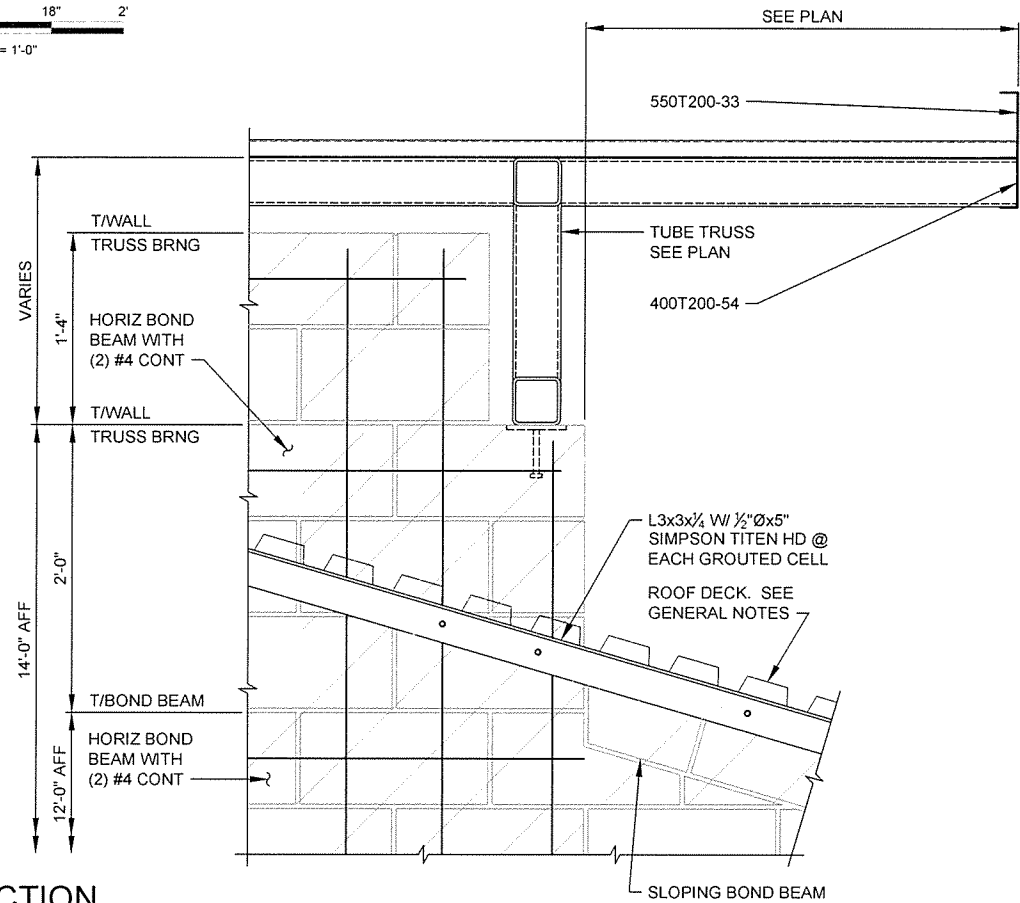 18"
2'
= 1'-0"
SEE PLAN
550T200-33
T/WALL
TRUSS BRNG
TUBE TRUSS
SEE PLAN
VARIES
1'-4"
400T200-54
HORIZ BOND
BEAM WITH
(2) #4 CONT
T/WALL
TRUSS BRNG
L3x3x¼ W/ ½"Øx5"
SIMPSON TITEN HD @
EACH GROUTED CELL
2'-0"
14'-0" AFF
ROOF DECK. SEE
GENERAL NOTES
T/BOND BEAM
HORIZ BOND
BEAM WITH
(2) #4 CONT
12'-0" AFF
SLOPING BOND BEAM